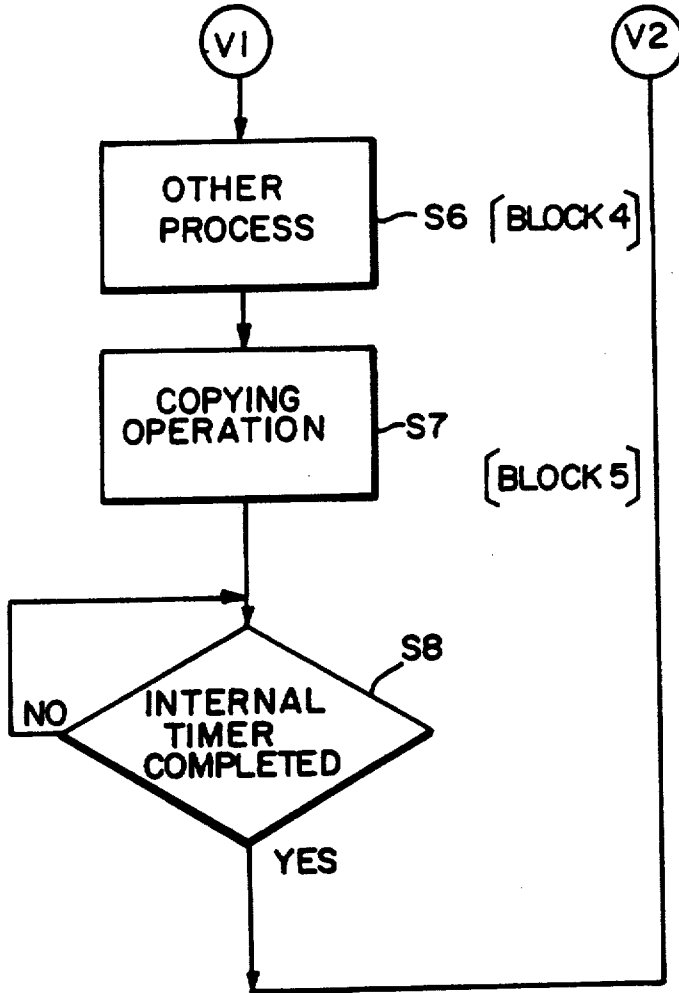 V1
V2
OTHER
PROCESS
S6 [BLOCK 4]
COPYING
OPERATION
S7
[BLOCK 5]
S8
NO
INTERNAL
TIMER
COMPLETED
YES